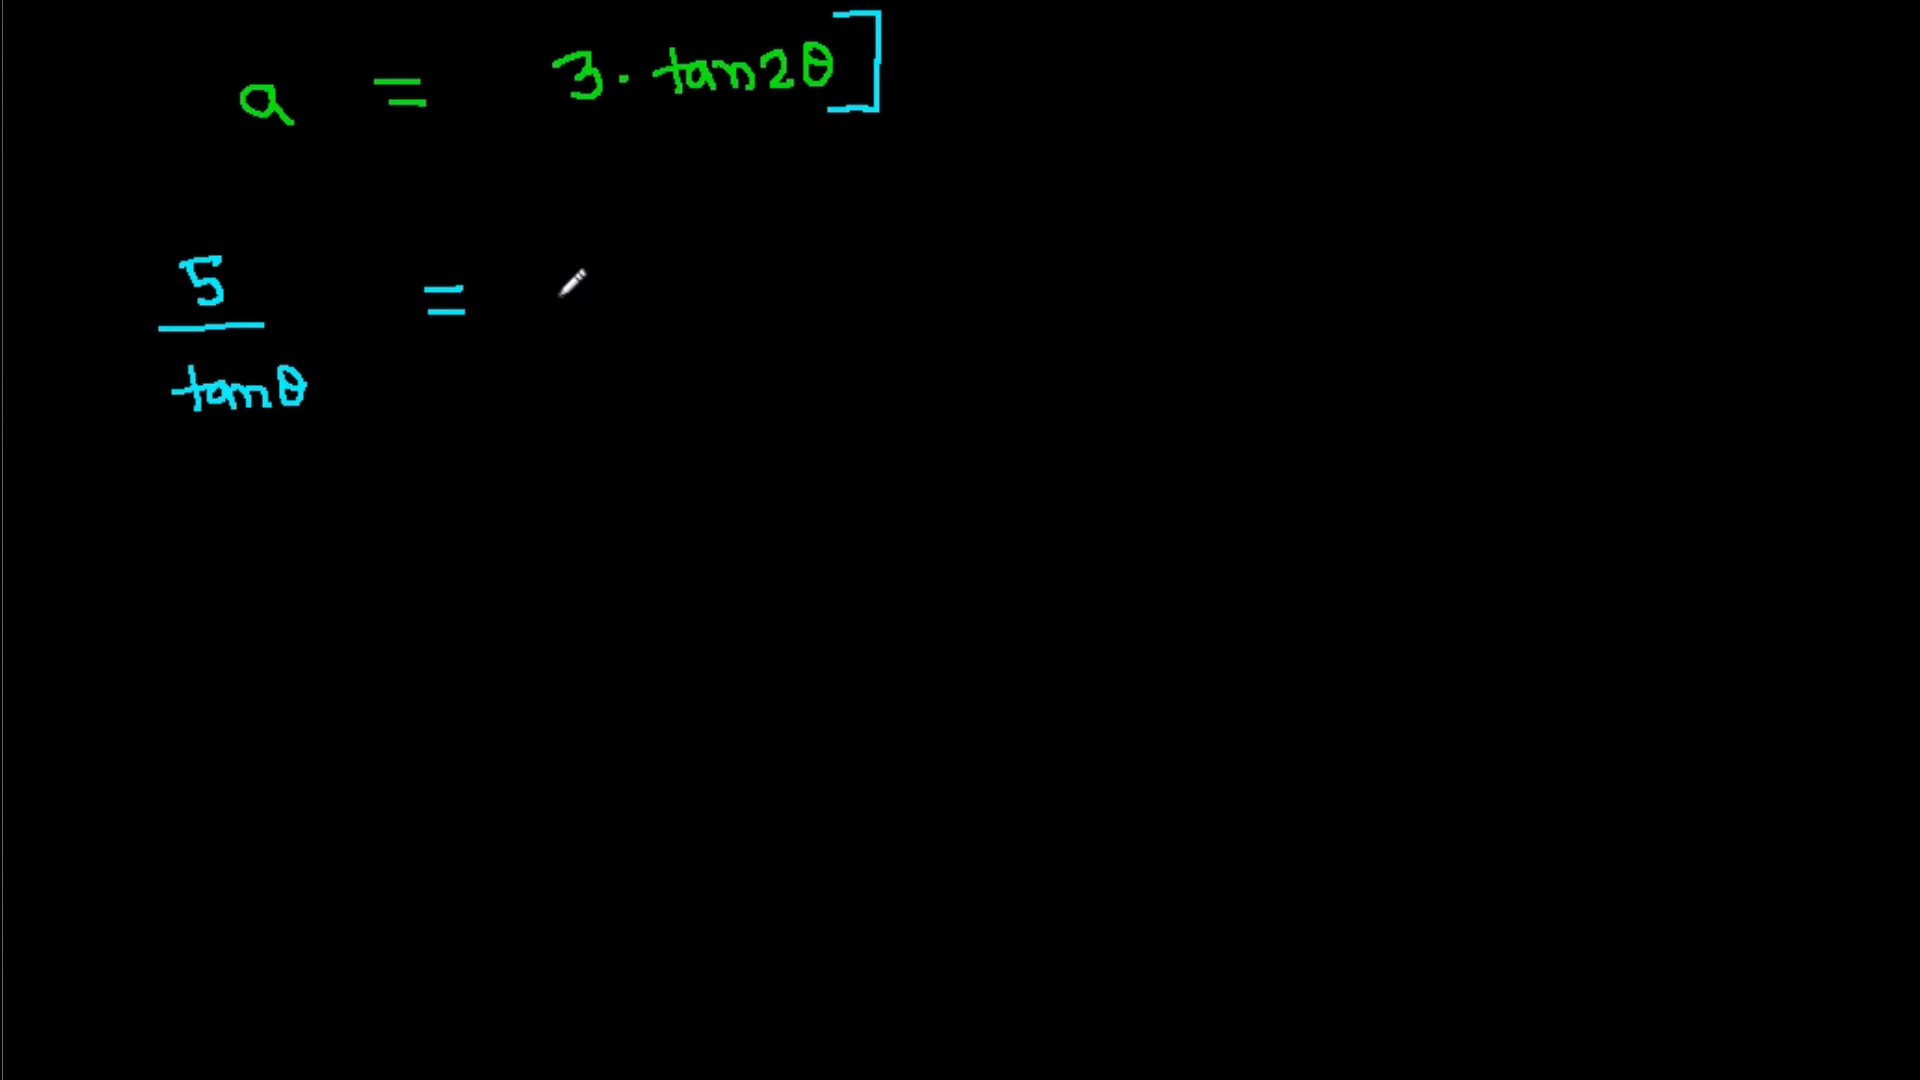 a = 3 · tan2θ]
5/tanθ =